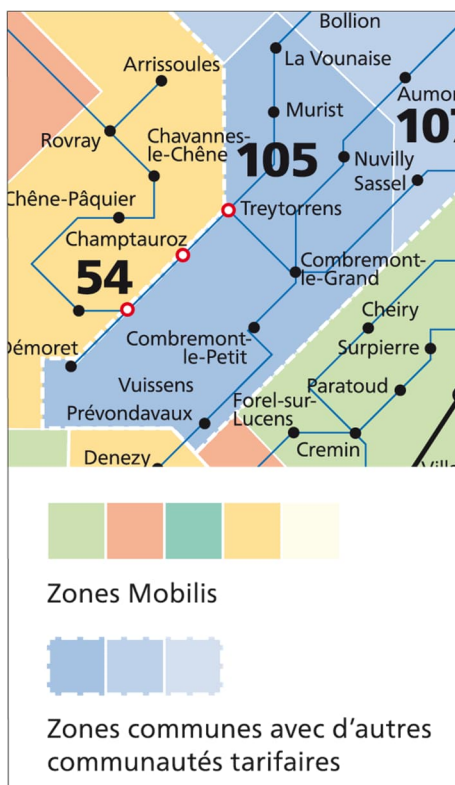 Bollion
La Vounaise
Arrissoules
Murist
Rovray
Chavannes-
le-Chêne
105
107
Nuvilly
Sassel
Chêne-Pâquier
Treytorrens
Champtauroz
54
Combremont-
le-Grand
Cheiry
Démoret
Combremont-
le-Petit
Surpierre
Vuissens
Paratoud
Prévondavaux
Forel-sur-
Lucens
Cremin
Denezy
Zones Mobilis
Zones communes avec d’autres
communautés tarifaires